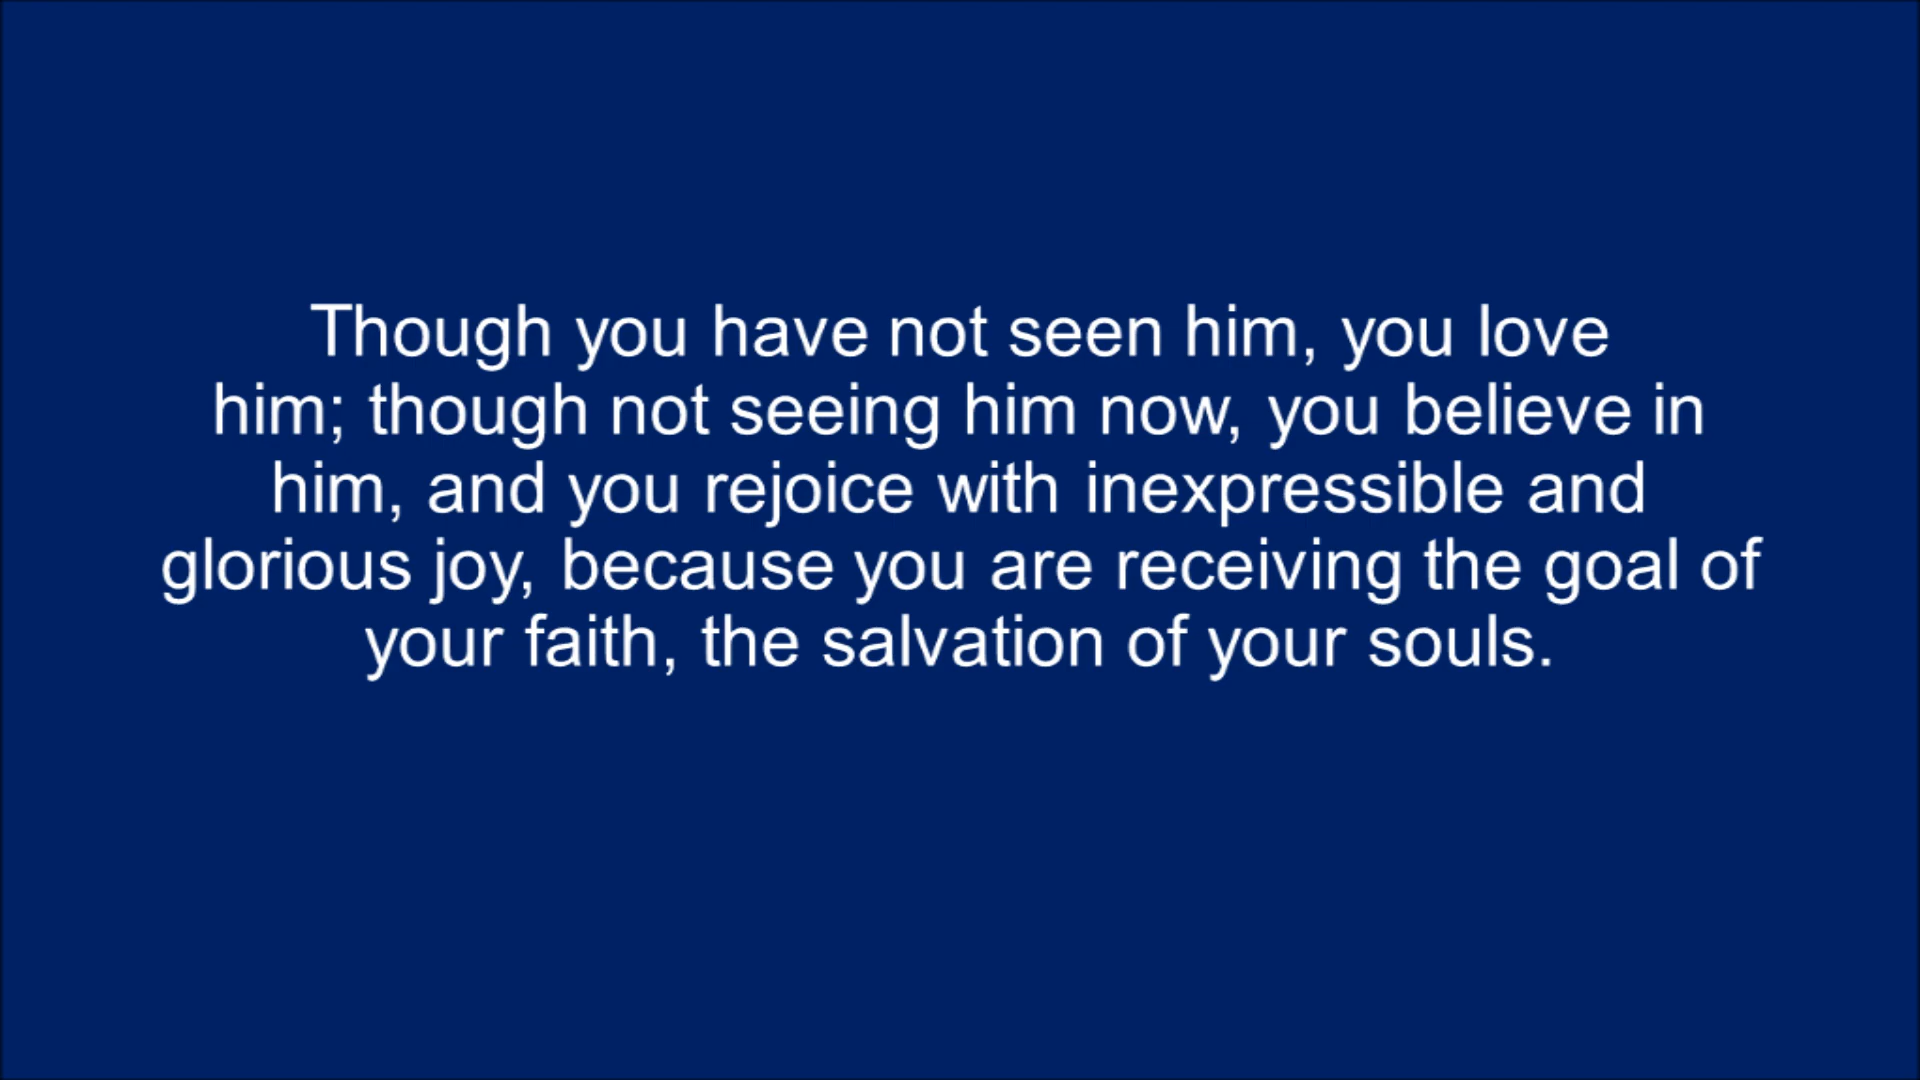 Though you have not seen him, you love
him; though not seeing him now, you believe in
him, and you rejoice with inexpressible and
glorious joy, because you are receiving the goal of
your faith, the salvation of your souls.